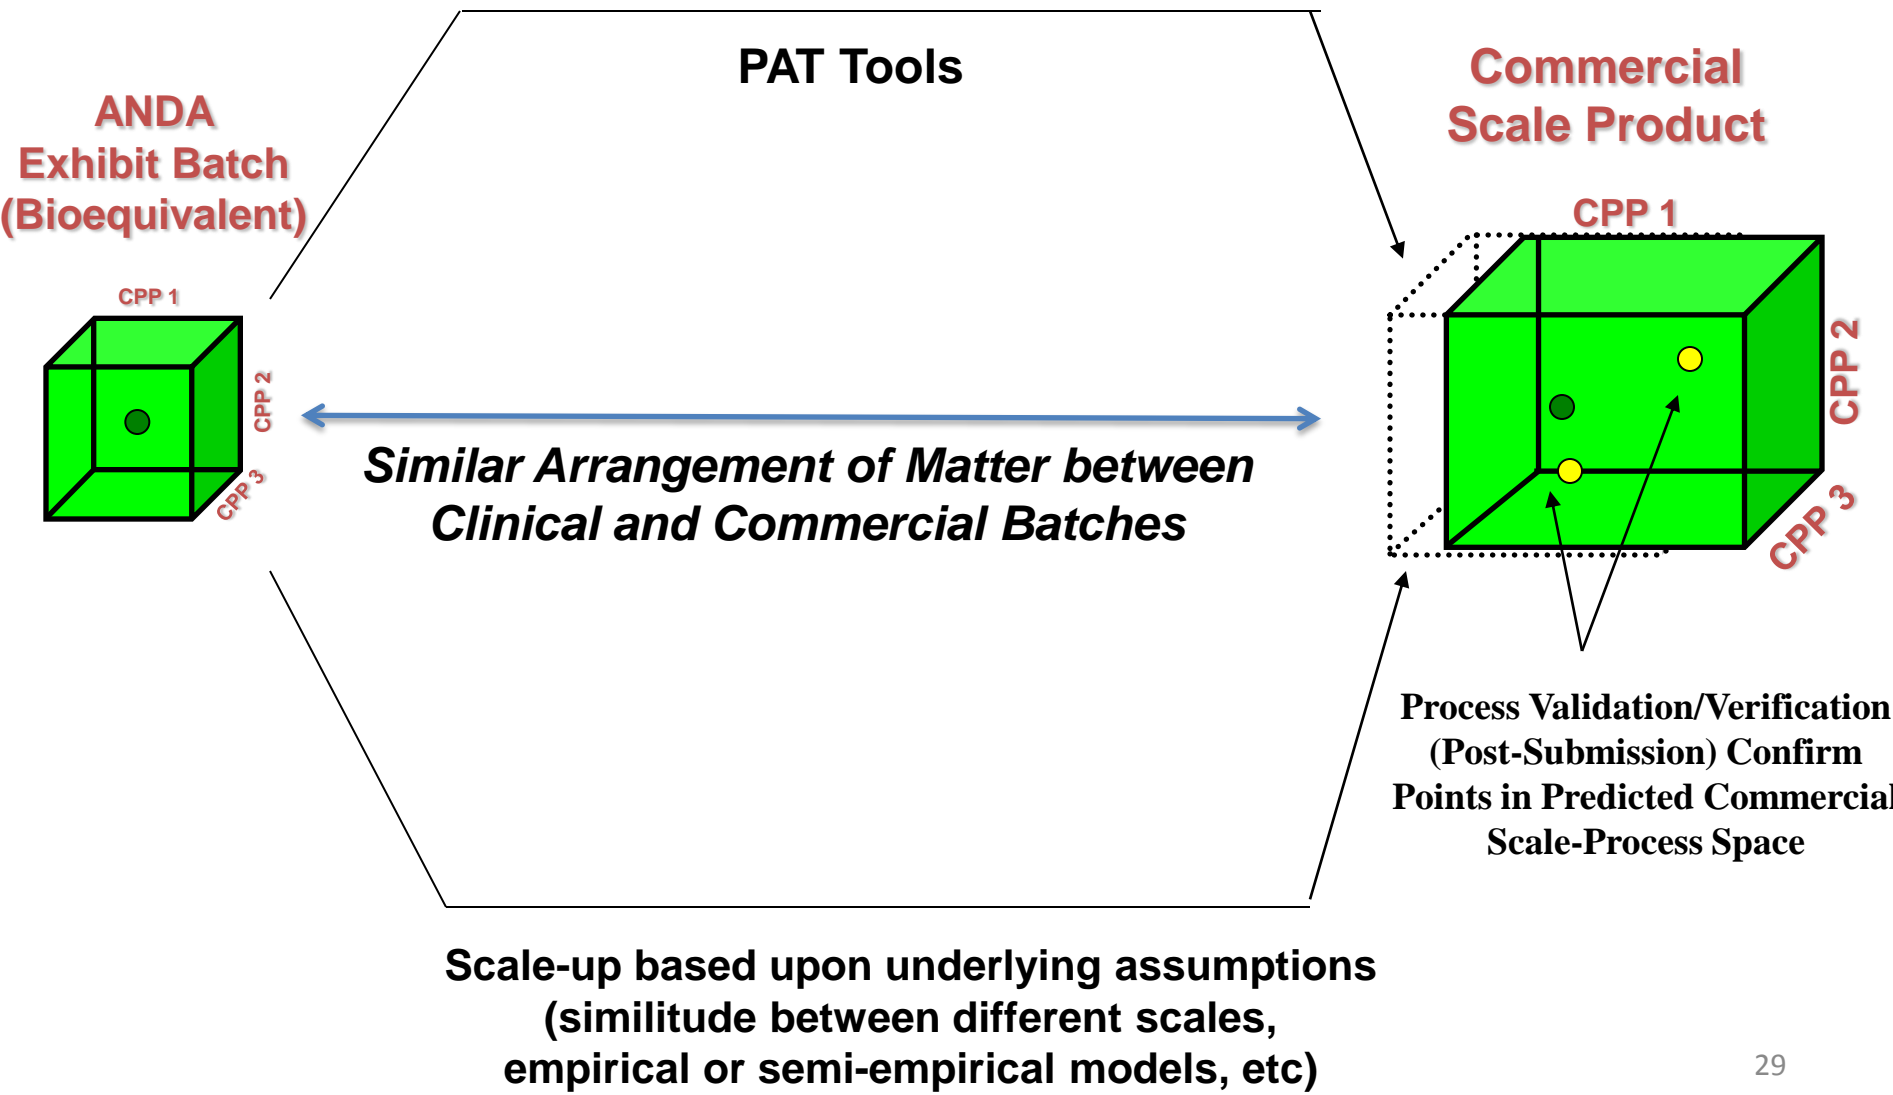 PAT Tools
Commercial
Scale Product
ANDA
Exhibit Batch
(Bioequivalent)
CPP 1
CPP 2
CPP 3
CPP 1
CPP 2
CPP 3
Similar Arrangement of Matter between
Clinical and Commercial Batches
Process Validation/Verification
(Post-Submission) Confirm
Points in Predicted Commercial
Scale-Process Space
Scale-up based upon underlying assumptions
(similitude between different scales,
empirical or semi-empirical models, etc)
29